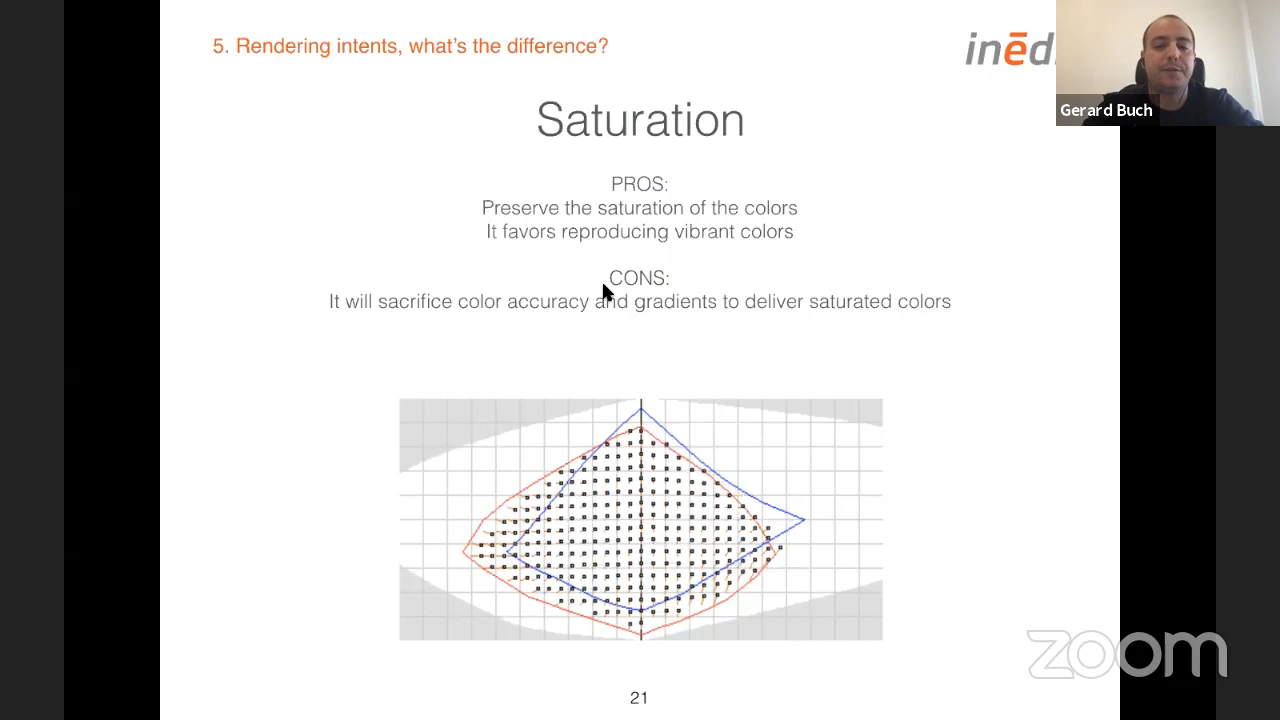 5. Rendering intents, what's the difference?
inēd
Gerard Buch
Saturation
PROS:
Preserve the saturation of the colors
It favors reproducing vibrant colors
CONS:
It will sacrifice color accuracy and gradients to deliver saturated colors
zoom
21